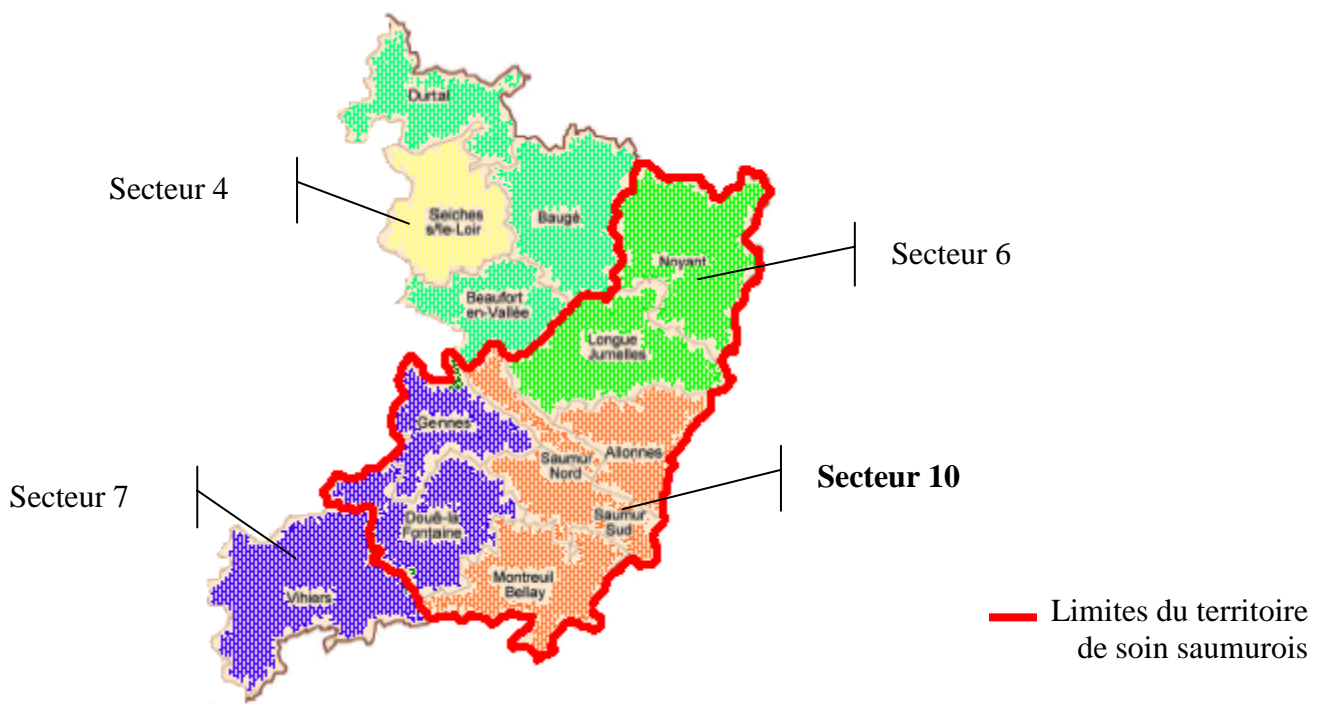 Durtal
Secteur 4
Seiches
s/le-Loir
Baugé
Noyant
Secteur 6
Beaufort
en-Vallée
Longue
Jumelles
Gennes
Saumur
Nord
Allonnes
Secteur 10
Secteur 7
Doué-la
Fontaine
Saumur
Sud
Montreuil
Bellay
Vihiers
Limites du territoire
de soin saumurois